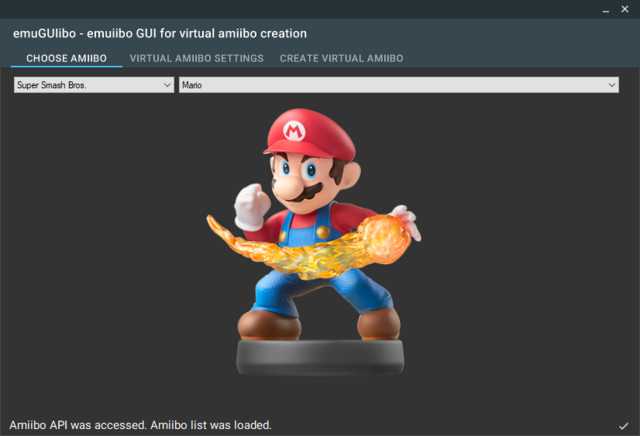 emuGUIibo - emuiibo GUI for virtual amiibo creation
CHOOSE AMIIBO VIRTUAL AMIIBO SETTINGS CREATE VIRTUAL AMIIBO
Super Smash Bros. Mario
M
Amiibo API was accessed. Amiibo list was loaded.